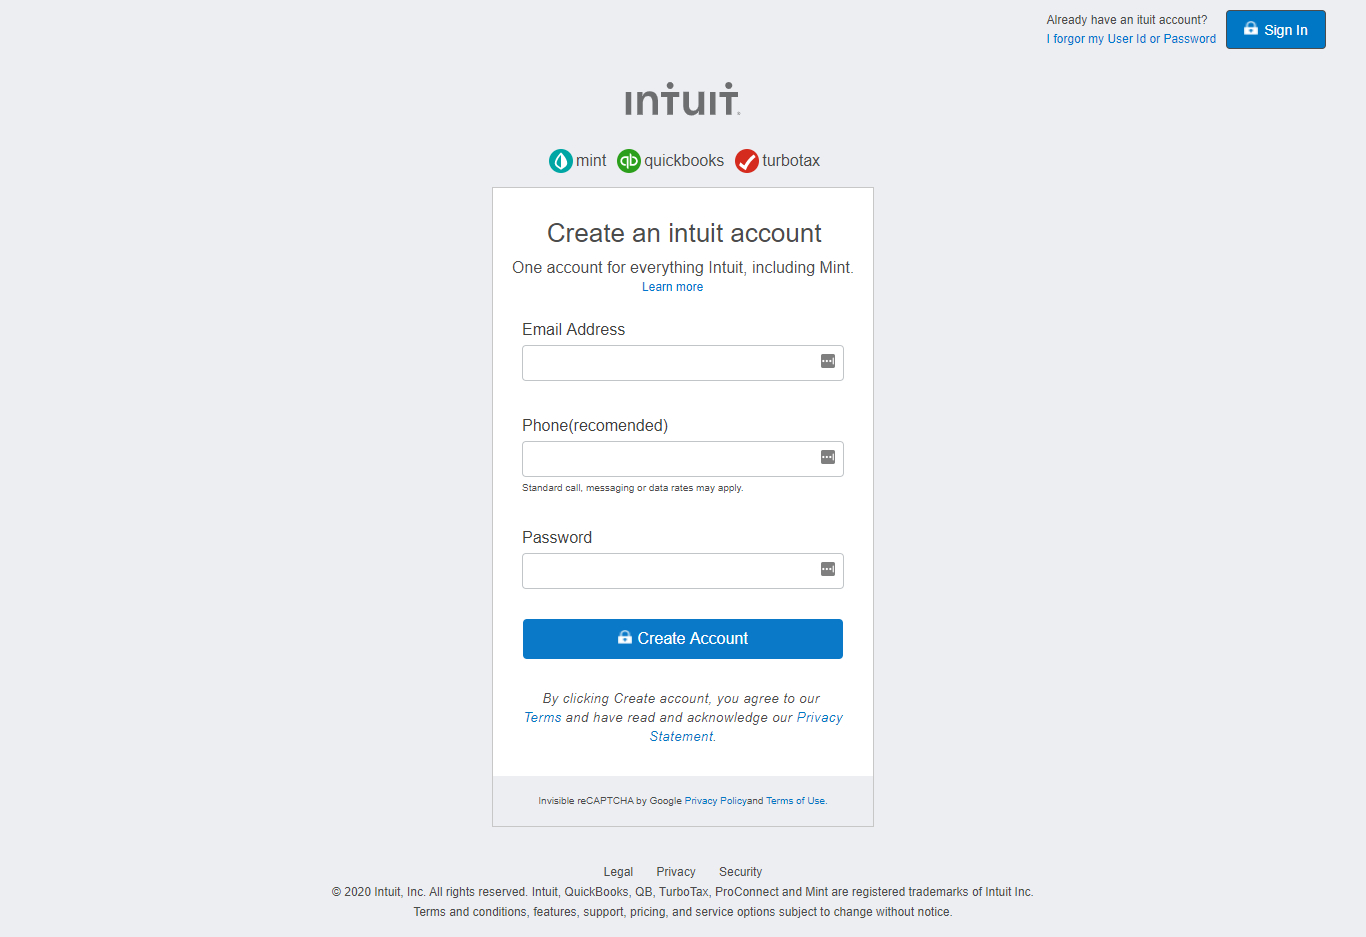 Already have an ituit account?
I forgor my User Id or Password
Sign In
intuit
mint quickbooks turbotax
Create an intuit account
One account for everything Intuit, including Mint.
Learn more
Email Address
Phone(recomended)
Standard call, messaging or data rates may apply.
Password
Create Account
By clicking Create account, you agree to our
Terms and have read and acknowledge our Privacy
Statement.
Invisible reCAPTCHA by Google Privacy Policyand Terms of Use.
Legal Privacy Security
© 2020 Intuit, Inc. All rights reserved. Intuit, QuickBooks, QB, TurboTax, ProConnect and Mint are registered trademarks of Intuit Inc.
Terms and conditions, features, support, pricing, and service options subject to change without notice.